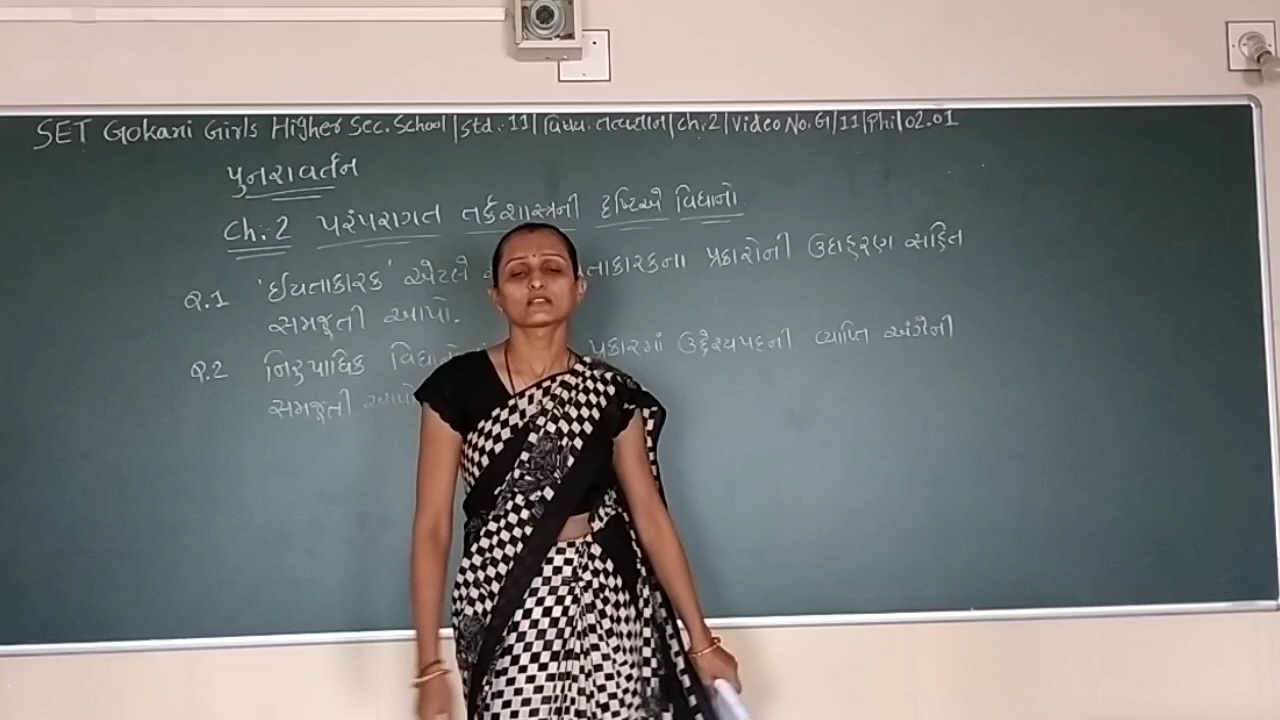 SET Gokani Girls Higher Sec. School | Std.:11 | વિષય. તત્વજ્ઞાન | Ch.2 | Video No. G/11/Phi/02.01
પુનરાવર્તન
Ch.:2 પરંપરાગત તર્કશાસ્ત્રની દૃષ્ટિએ વિધાનો
Q.1 'ઈયતાકારક' એટલે પ્રકારોની ઉદાહરણ સહિત
સમજૂતી આપો.
Q.2 નિરુપાધિક પ્રકારમાં ઉદ્દેશ્યપદની વ્યાપ્તિ અંગેની
સમજૂતી આપો